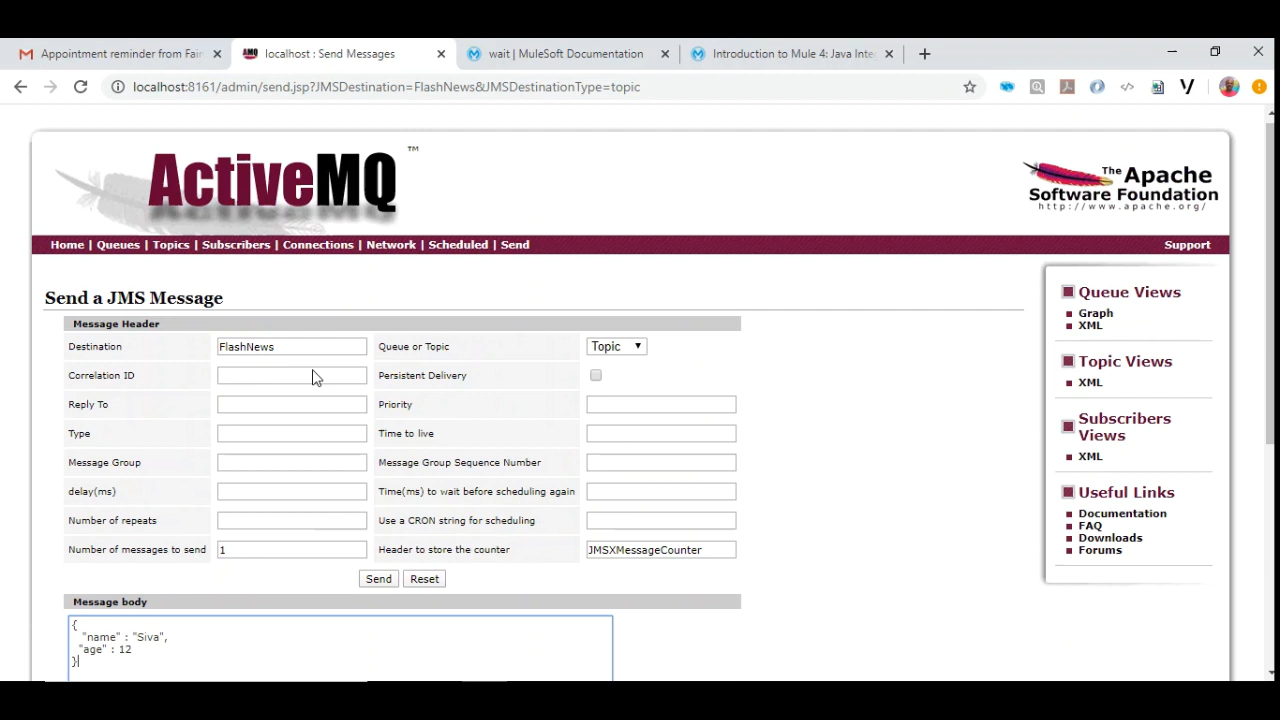 Appointment reminder from Fair
localhost : Send Messages
wait | MuleSoft Documentation
Introduction to Mule 4: Java Inte
localhost:8161/admin/send.jsp?JMSDestination=FlashNews&JMSDestinationType=topic
ActiveMQ ™
The Apache
Software Foundation
http://www.apache.org/
Home | Queues | Topics | Subscribers | Connections | Network | Scheduled | Send
Support
Send a JMS Message
Message Header
Destination FlashNews Queue or Topic Topic
Correlation ID Persistent Delivery
Reply To Priority
Type Time to live
Message Group Message Group Sequence Number
delay(ms) Time(ms) to wait before scheduling again
Number of repeats Use a CRON string for scheduling
Number of messages to send 1 Header to store the counter JMSXMessageCounter
Send Reset
Message body
{
"name" : "Siva",
"age" : 12
}
Queue Views
Graph
XML
Topic Views
XML
Subscribers
Views
XML
Useful Links
Documentation
FAQ
Downloads
Forums